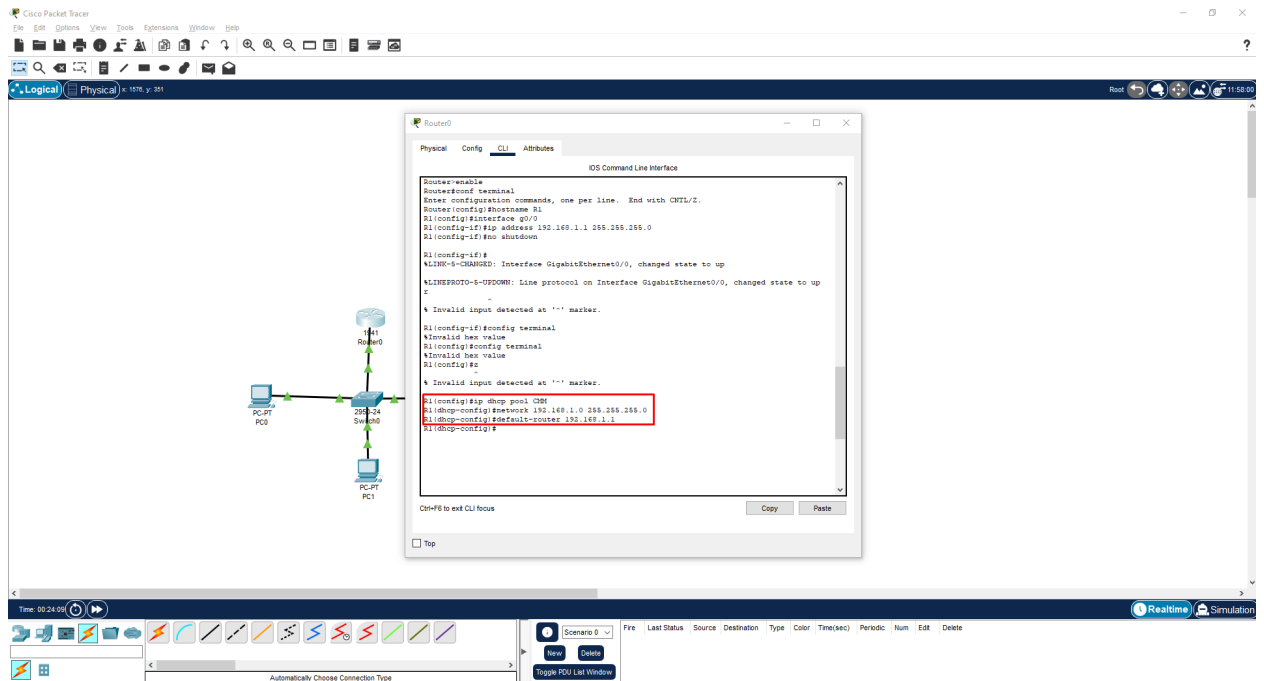 Cisco Packet Tracer
File Edit Options View Tools Extensions Window Help
?
Logical Physical x: 1576, y: 351
Root 11:58:00
Router0
Physical Config CLI Attributes
IOS Command Line Interface
Router>enable
Router#conf terminal
Enter configuration commands, one per line. End with CNTL/Z.
Router(config)#hostname R1
R1(config)#interface g0/0
R1(config-if)#ip address 192.168.1.1 255.255.255.0
R1(config-if)#no shutdown
R1(config-if)#
%LINK-5-CHANGED: Interface GigabitEthernet0/0, changed state to up
%LINEPROTO-5-UPDOWN: Line protocol on Interface GigabitEthernet0/0, changed state to up
r
^
% Invalid input detected at '^' marker.
R1(config-if)#config terminal
%Invalid hex value
R1(config)#config terminal
%Invalid hex value
R1(config)#z
^
% Invalid input detected at '^' marker.
R1(config)#ip dhcp pool CMM
R1(dhcp-config)#network 192.168.1.0 255.255.255.0
R1(dhcp-config)#default-router 192.168.1.1
R1(dhcp-config)#
Ctrl+F6 to exit CLI focus
Copy Paste
Top
1941
Router0
PC-PT
PC0
2950-24
Switch0
PC-PT
PC1
Time: 00:24:09
Realtime Simulation
Scenario 0
New Delete
Toggle PDU List Window
Fire Last Status Source Destination Type Color Time(sec) Periodic Num Edit Delete
Automatically Choose Connection Type